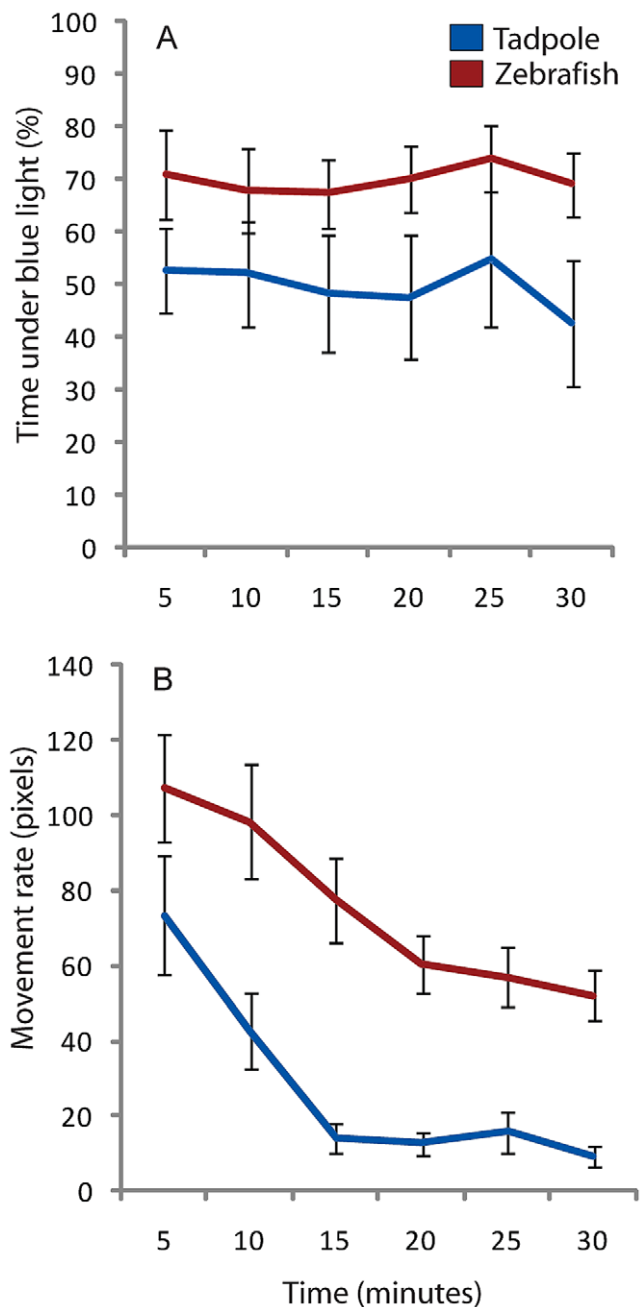 A
Tadpole
Zebrafish
Time under blue light (%)
100
90
80
70
60
50
40
30
20
10
0
5 10 15 20 25 30
B
Movement rate (pixels)
140
120
100
80
60
40
20
0
5 10 15 20 25 30
Time (minutes)